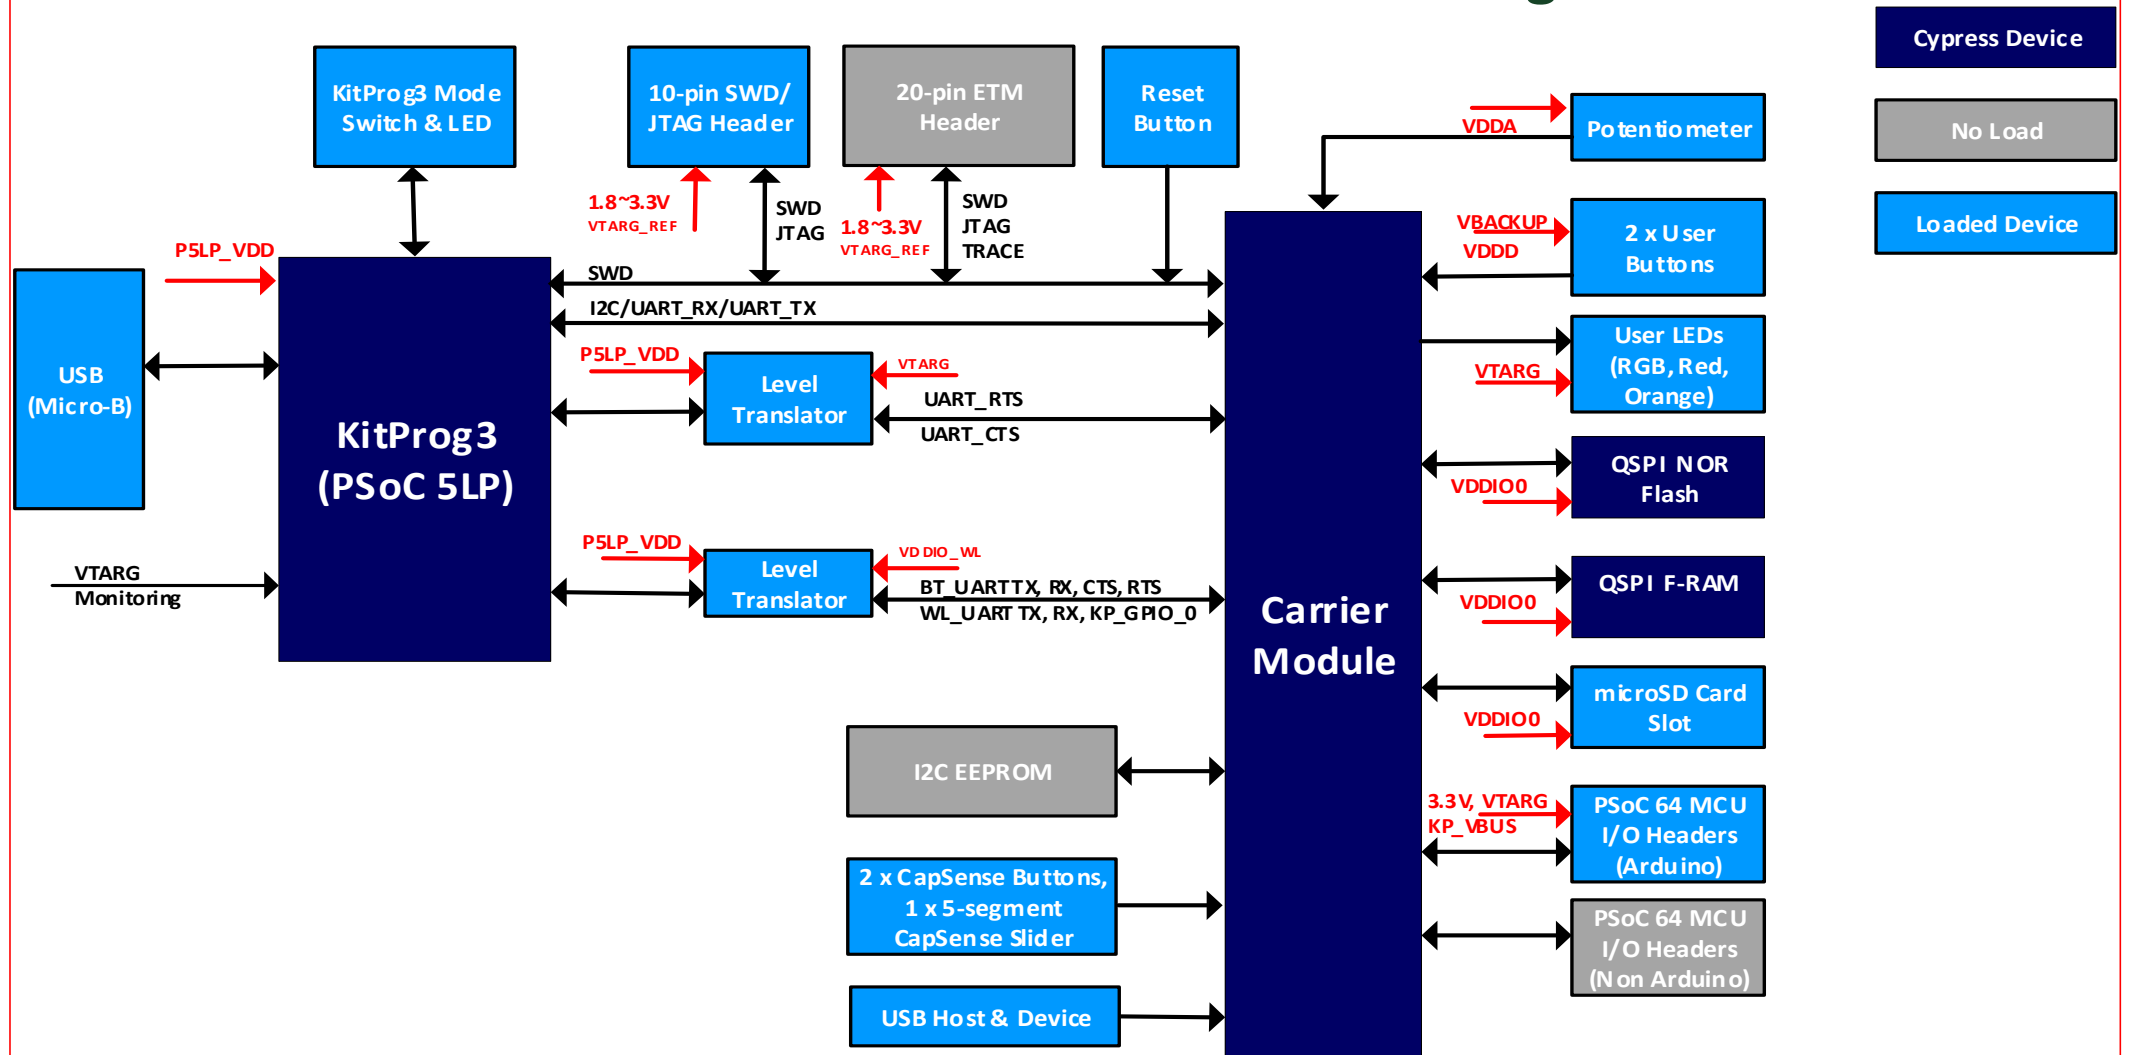 Cypress Device
No Load
Loaded Device
KitProg3 Mode
Switch & LED
10-pin SWD/
JTAG Header
20-pin ETM
Header
Reset
Button
VDDA
Potentiometer
1.8~3.3V
VTARG_REF
SWD
JTAG
1.8~3.3V
VTARG_REF
SWD
JTAG
TRACE
VBACKUP
VDDD
2 x User
Buttons
P5LP_VDD
SWD
I2C/UART_RX/UART_TX
USB
(Micro-B)
KitProg3
(PSoC 5LP)
P5LP_VDD
Level
Translator
VTARG
UART_RTS
UART_CTS
VTARG
User LEDs
(RGB, Red,
Orange)
VDDIO0
QSPI NOR
Flash
VTARG
Monitoring
P5LP_VDD
Level
Translator
VDDIO_WL
BT_UART TX, RX, CTS, RTS
WL_UART TX, RX, KP_GPIO_0
Carrier
Module
VDDIO0
QSPI F-RAM
VDDIO0
microSD Card
Slot
I2C EEPROM
3.3V, VTARG
KP_VBUS
PSoC 64 MCU
I/O Headers
(Arduino)
2 x CapSense Buttons,
1 x 5-segment
CapSense Slider
PSoC 64 MCU
I/O Headers
(Non Arduino)
USB Host & Device